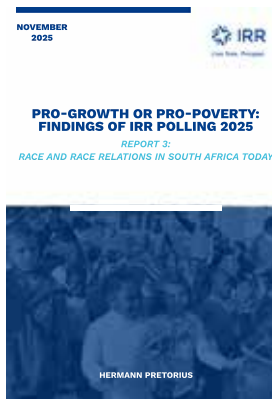 NOVEMBER
2025
IRR
PRO-GROWTH OR PRO-POVERTY:
FINDINGS OF IRR POLLING 2025
REPORT 3:
RACE AND RACE RELATIONS IN SOUTH AFRICA TODAY
HERMANN PRETORIUS